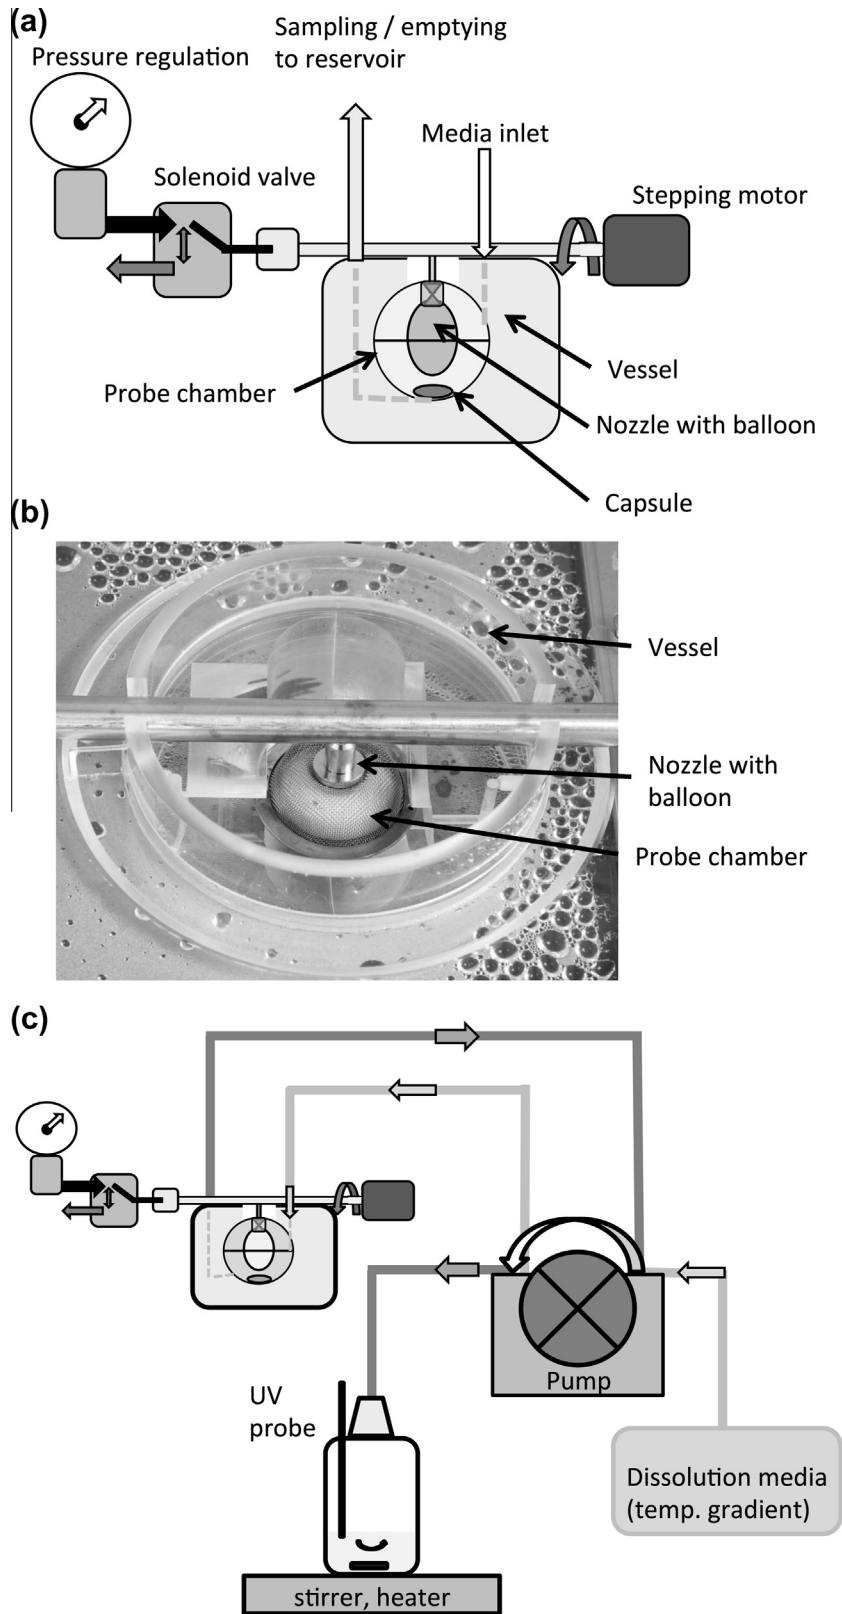 (a)
Sampling / emptying
to reservoir
Pressure regulation
Media inlet
Solenoid valve
Stepping motor
Vessel
Probe chamber
Nozzle with balloon
Capsule
(b)
Vessel
Nozzle with
balloon
Probe chamber
(c)
Pump
UV
probe
Dissolution media
(temp. gradient)
stirrer, heater